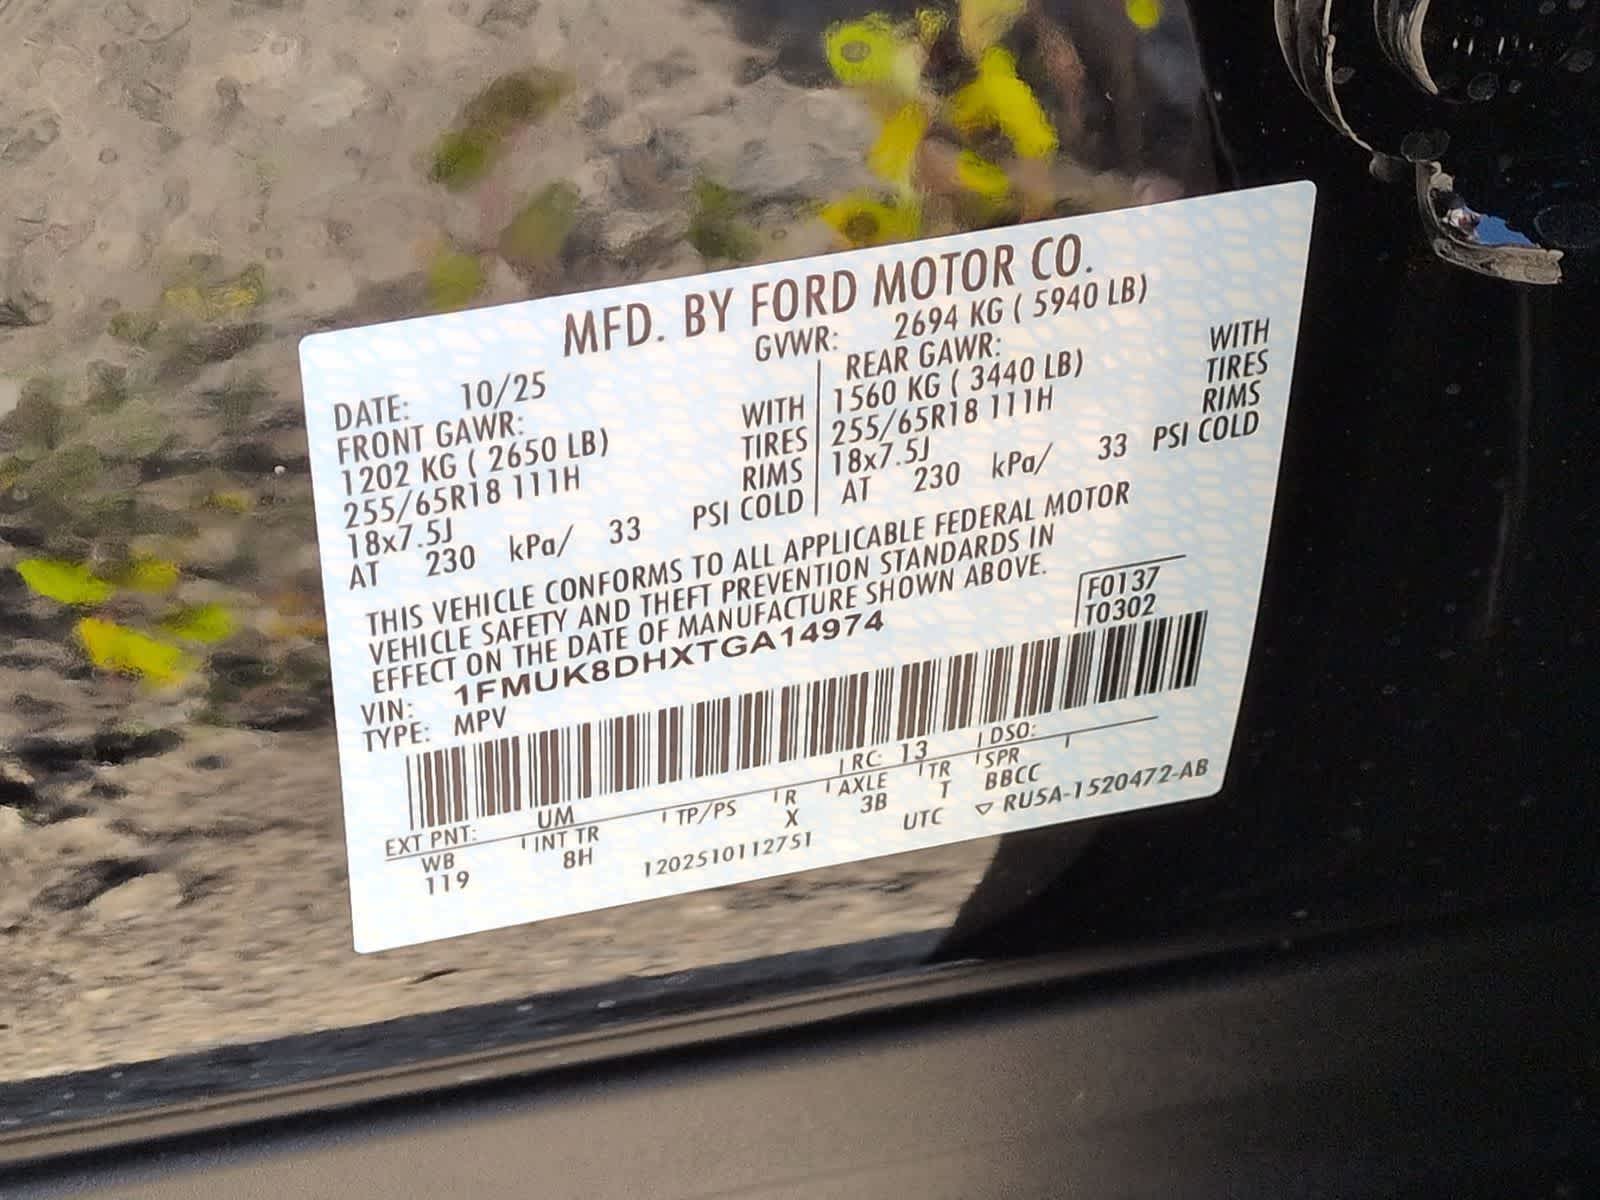 MFD. BY FORD MOTOR CO.
DATE: 10/25 GVWR: 2694 KG ( 5940 LB)
FRONT GAWR: REAR GAWR:
1202 KG ( 2650 LB) WITH 1560 KG ( 3440 LB) WITH
255/65R18 111H TIRES 255/65R18 111H TIRES
18x7.5J RIMS 18x7.5J RIMS
AT 230 kPa/ 33 PSI COLD AT 230 kPa/ 33 PSI COLD
THIS VEHICLE CONFORMS TO ALL APPLICABLE FEDERAL MOTOR
VEHICLE SAFETY AND THEFT PREVENTION STANDARDS IN
EFFECT ON THE DATE OF MANUFACTURE SHOWN ABOVE.
VIN: 1FMUK8DHXTGA14974 F0137
TYPE: MPV T0302
EXT PNT: UM RC: 13 DSO:
WB INT TR TP/PS R AXLE TR SPR
119 8H X 3B T BBCC
1202510112751 UTC ▽ RU5A-1520472-AB